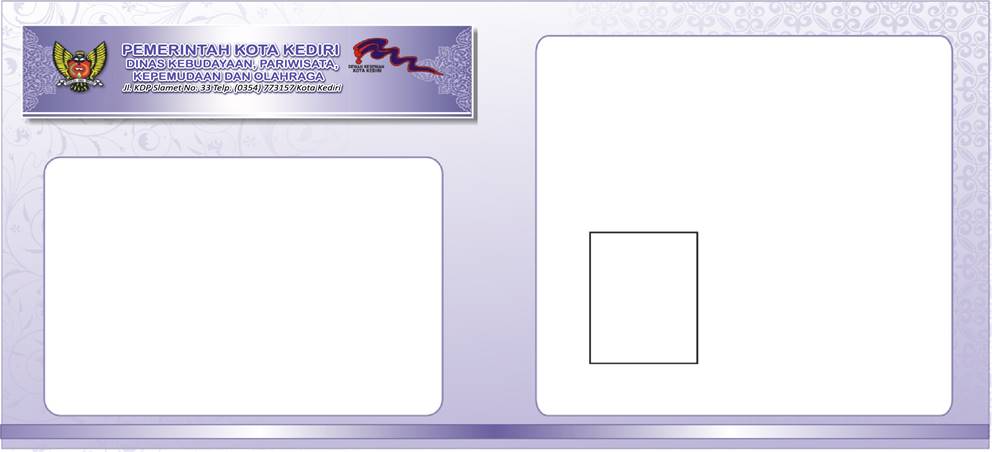 PEMERINTAH KOTA KEDIRI
DINAS KEBUDAYAAN, PARIWISATA,
KEPEMUDAAN DAN OLAHRAGA
Jl. KDP Slamet No. 33 Telp. (0354) 773157 Kota Kediri
DEWAN KESENIAN
KOTA KEDIRI